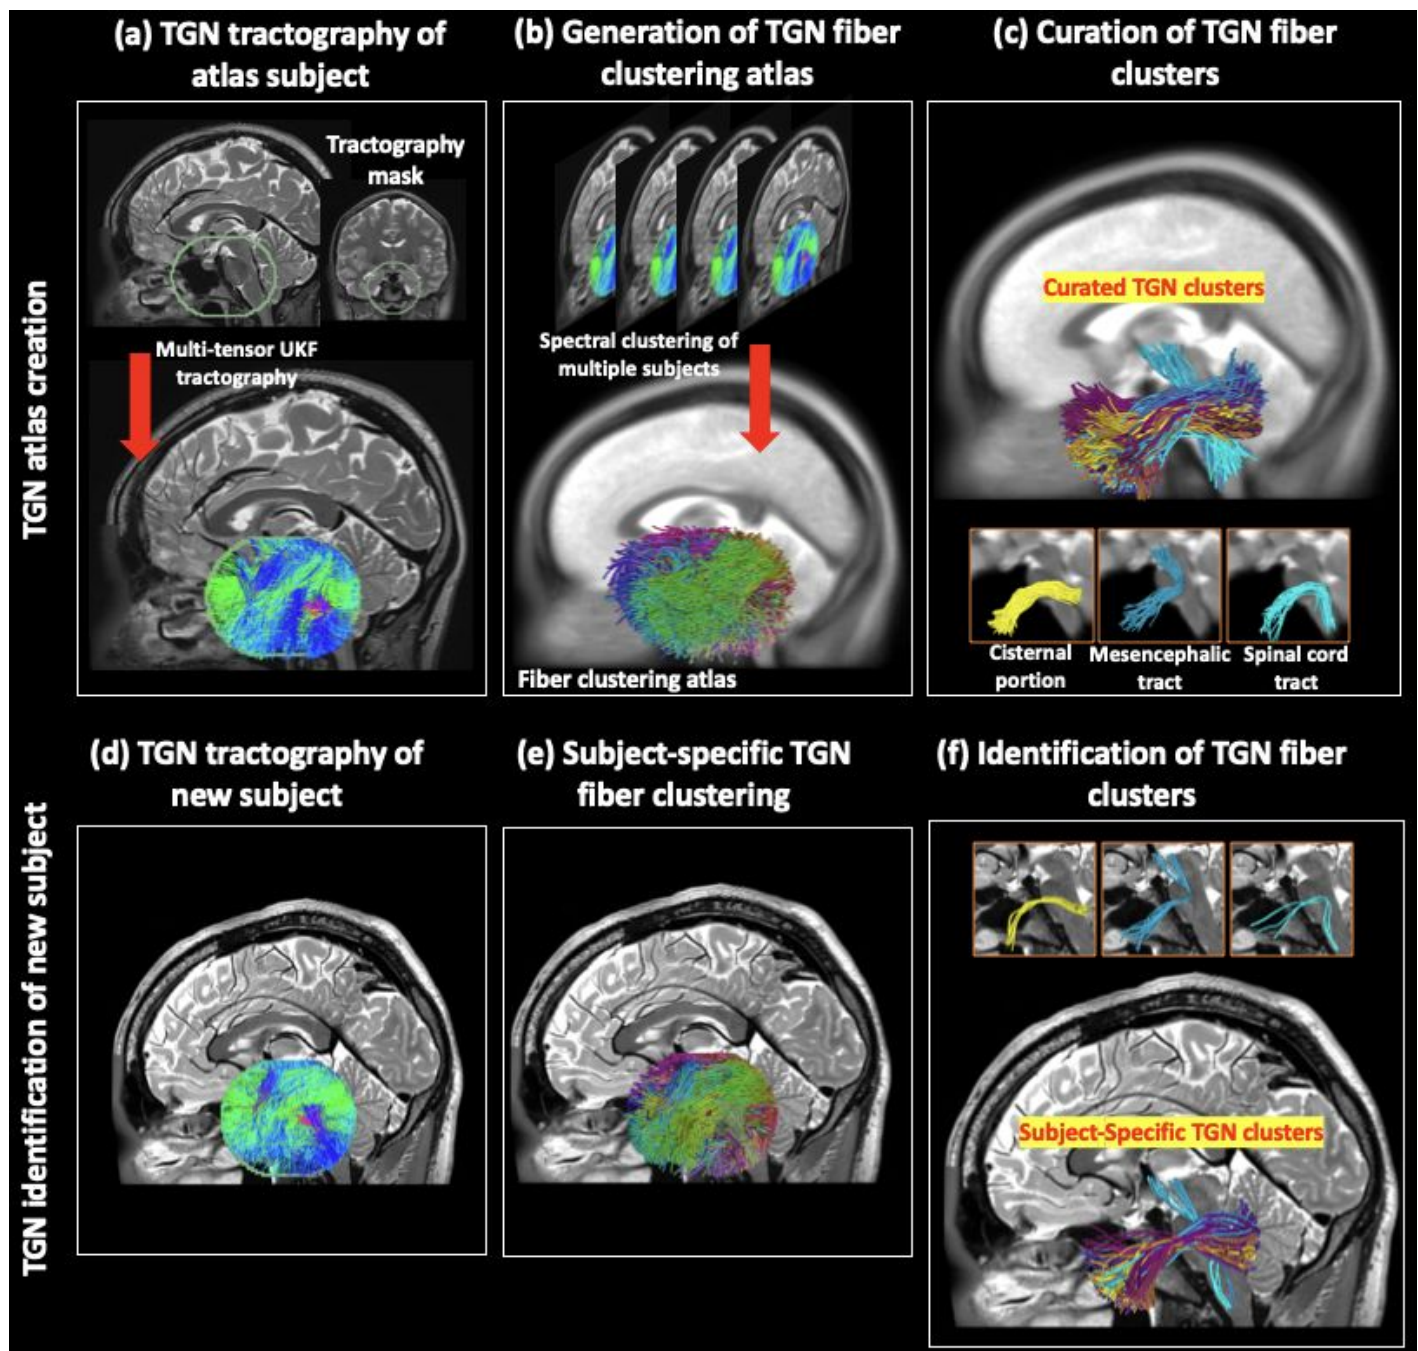 (a) TGN tractography of
atlas subject
(b) Generation of TGN fiber
clustering atlas
(c) Curation of TGN fiber
clusters
TGN atlas creation
Tractography
mask
Multi-tensor UKF
tractography
Spectral clustering of
multiple subjects
Fiber clustering atlas
Curated TGN clusters
Cisternal
portion
Mesencephalic
tract
Spinal cord
tract
(d) TGN tractography of
new subject
(e) Subject-specific TGN
fiber clustering
(f) Identification of TGN fiber
clusters
TGN identification of new subject
Subject-Specific TGN clusters